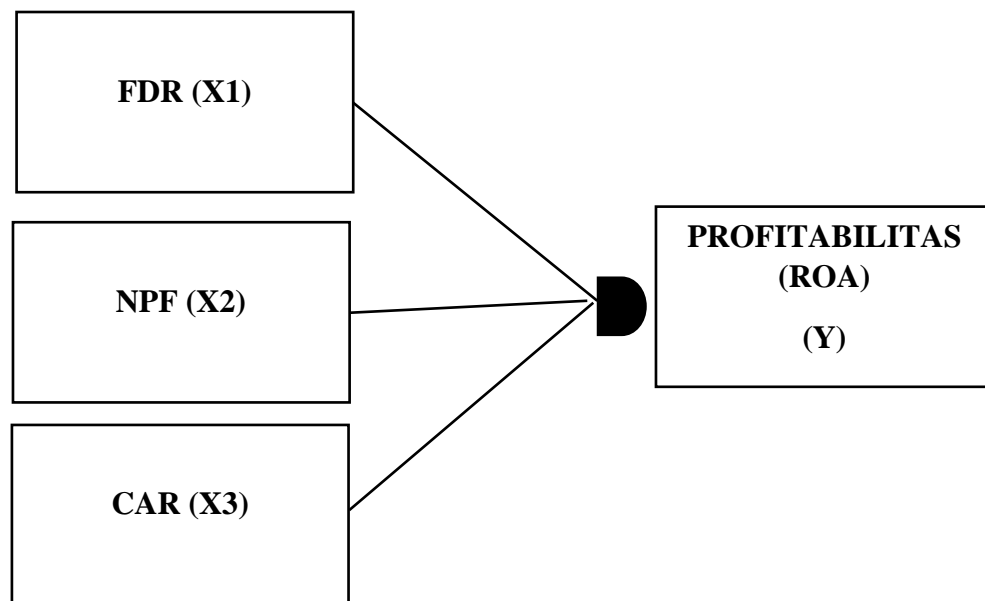 FDR (X1)
NPF (X2)
CAR (X3)
PROFITABILITAS
(ROA)
(Y)